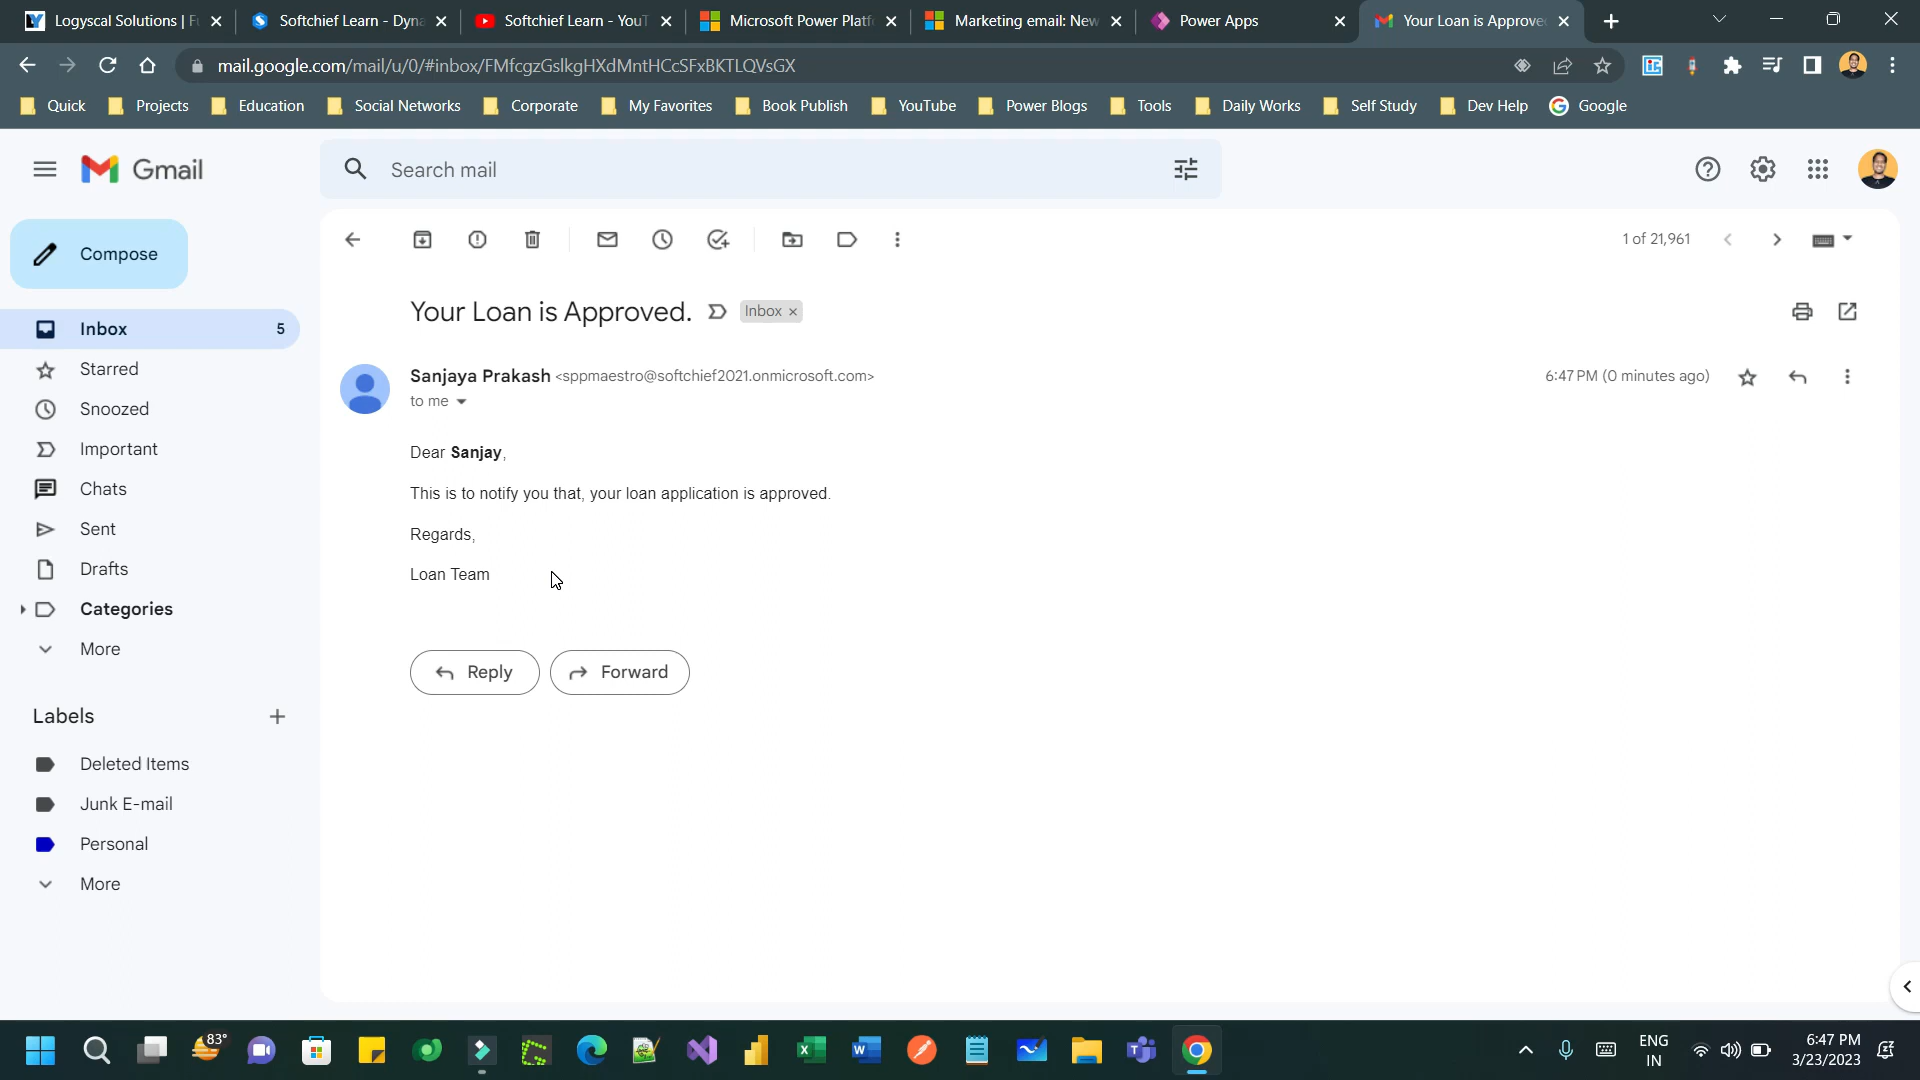 Logyscal Solutions | F
Softchief Learn - Dyna
Softchief Learn - YouT
Microsoft Power Platf
Marketing email: New
Power Apps
Your Loan is Approve
mail.google.com/mail/u/0/#inbox/FMfcgzGslkgHXdMntHCcSFxBKTLQVsGX
Quick Projects Education Social Networks Corporate My Favorites Book Publish YouTube Power Blogs Tools Daily Works Self Study Dev Help Google
Gmail
Search mail
Compose
1 of 21,961
Your Loan is Approved.
Inbox ×
Inbox 5
Starred
Snoozed
Important
Chats
Sent
Drafts
Categories
More
Labels +
Deleted Items
Junk E-mail
Personal
More
Sanjaya Prakash <sppmaestro@softchief2021.onmicrosoft.com>
6:47 PM (0 minutes ago)
to me
Dear Sanjay,
This is to notify you that, your loan application is approved.
Regards,
Loan Team
Reply
Forward
83°
ENG
IN
6:47 PM
3/23/2023